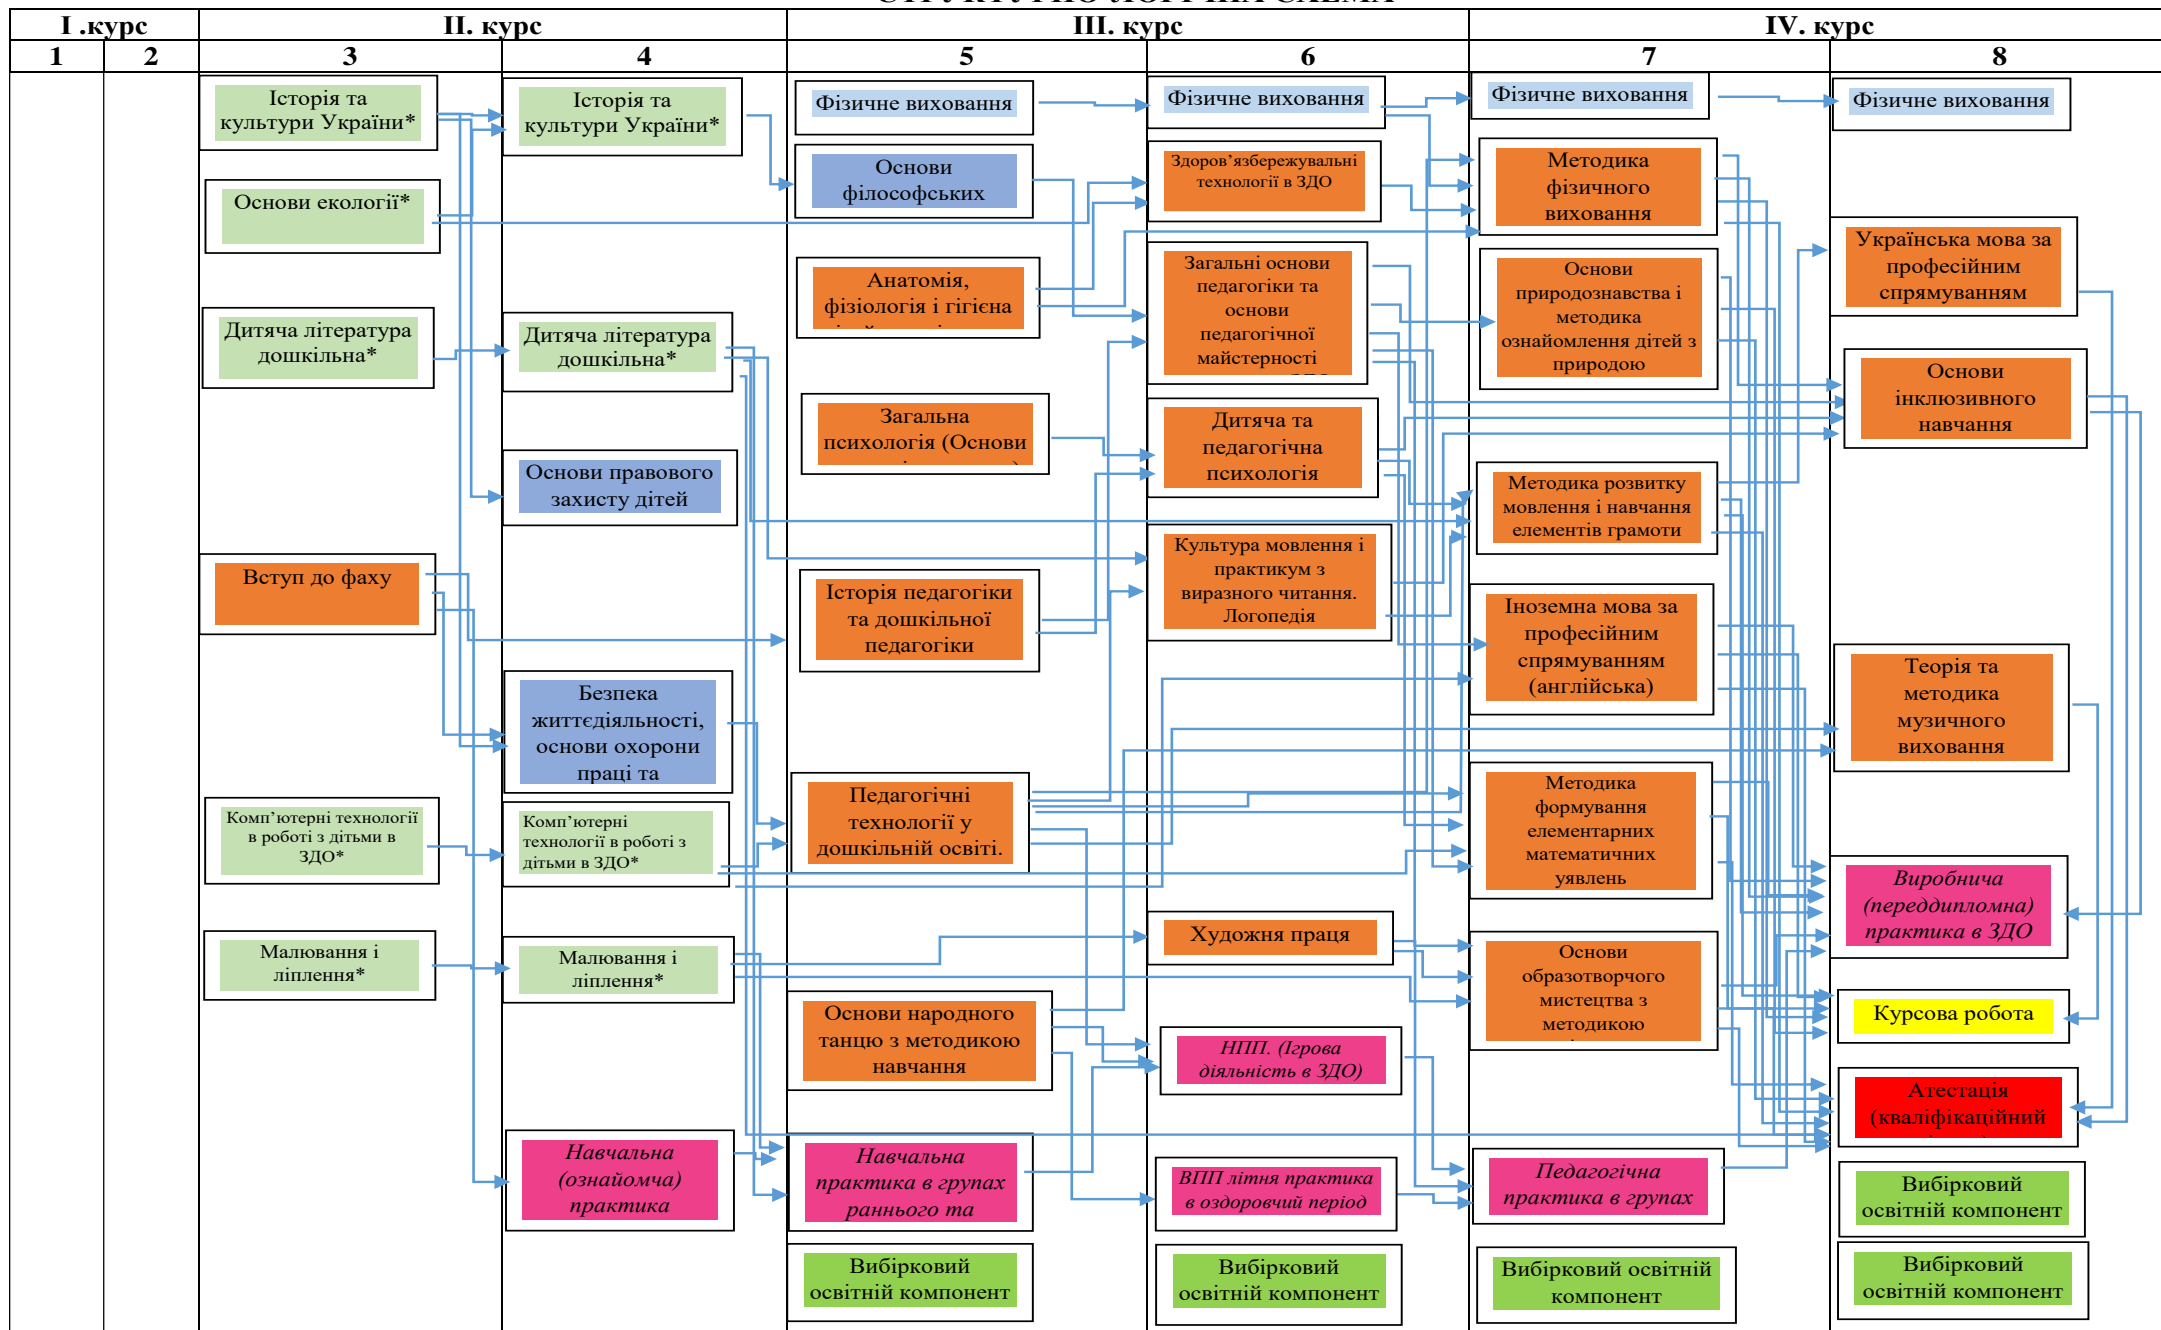 СТРУКТУРНО-ЛОГІЧНА СХЕМА
І .курс
ІІ. курс
ІІІ. курс
IV. курс
1
2
3
4
5
6
7
8
Історія та
культури України*
Основи екології*
Дитяча література
дошкільна*
Вступ до фаху
Комп’ютерні технології
в роботі з дітьми в
ЗДО*
Малювання і
ліплення*
Історія та
культури України*
Дитяча література
дошкільна*
Основи правового
захисту дітей
Безпека
життєдіяльності,
основи охорони
праці та
Комп’ютерні
технології в роботі з
дітьми в ЗДО*
Малювання і
ліплення*
Навчальна
(ознайомча)
практика
Фізичне виховання
Основи
філософських
Анатомія,
фізіологія і гігієна
Загальна
психологія (Основи
Історія педагогіки
та дошкільної
педагогіки
Педагогічні
технології у
дошкільній освіті.
Основи народного
танцю з методикою
навчання
Навчальна
практика в групах
раннього та
Вибірковий
освітній компонент
Фізичне виховання
Здоров’язбережувальні
технології в ЗДО
Загальні основи
педагогіки та
основи
педагогічної
майстерності
Дитяча та
педагогічна
психологія
Культура мовлення і
практикум з
виразного читання.
Логопедія
Художня праця
НПП. (Ігрова
діяльність в ЗДО)
ВПП літня практика
в оздоровчий період
Вибірковий
освітній компонент
Фізичне виховання
Методика
фізичного
виховання
Основи
природознавства і
методика
ознайомлення дітей з
природою
Методика розвитку
мовлення і навчання
елементів грамоти
Іноземна мова за
професійним
спрямуванням
(англійська)
Методика
формування
елементарних
математичних
уявлень
Основи
образотворчого
мистецтва з
методикою
Педагогічна
практика в групах
Вибірковий освітній
компонент
Фізичне виховання
Українська мова за
професійним
спрямуванням
Основи
інклюзивного
навчання
Теорія та
методика
музичного
виховання
Виробнича
(переддипломна)
практика в ЗДО
Курсова робота
Атестація
(кваліфікаційний
Вибірковий
освітній компонент
Вибірковий
освітній компонент